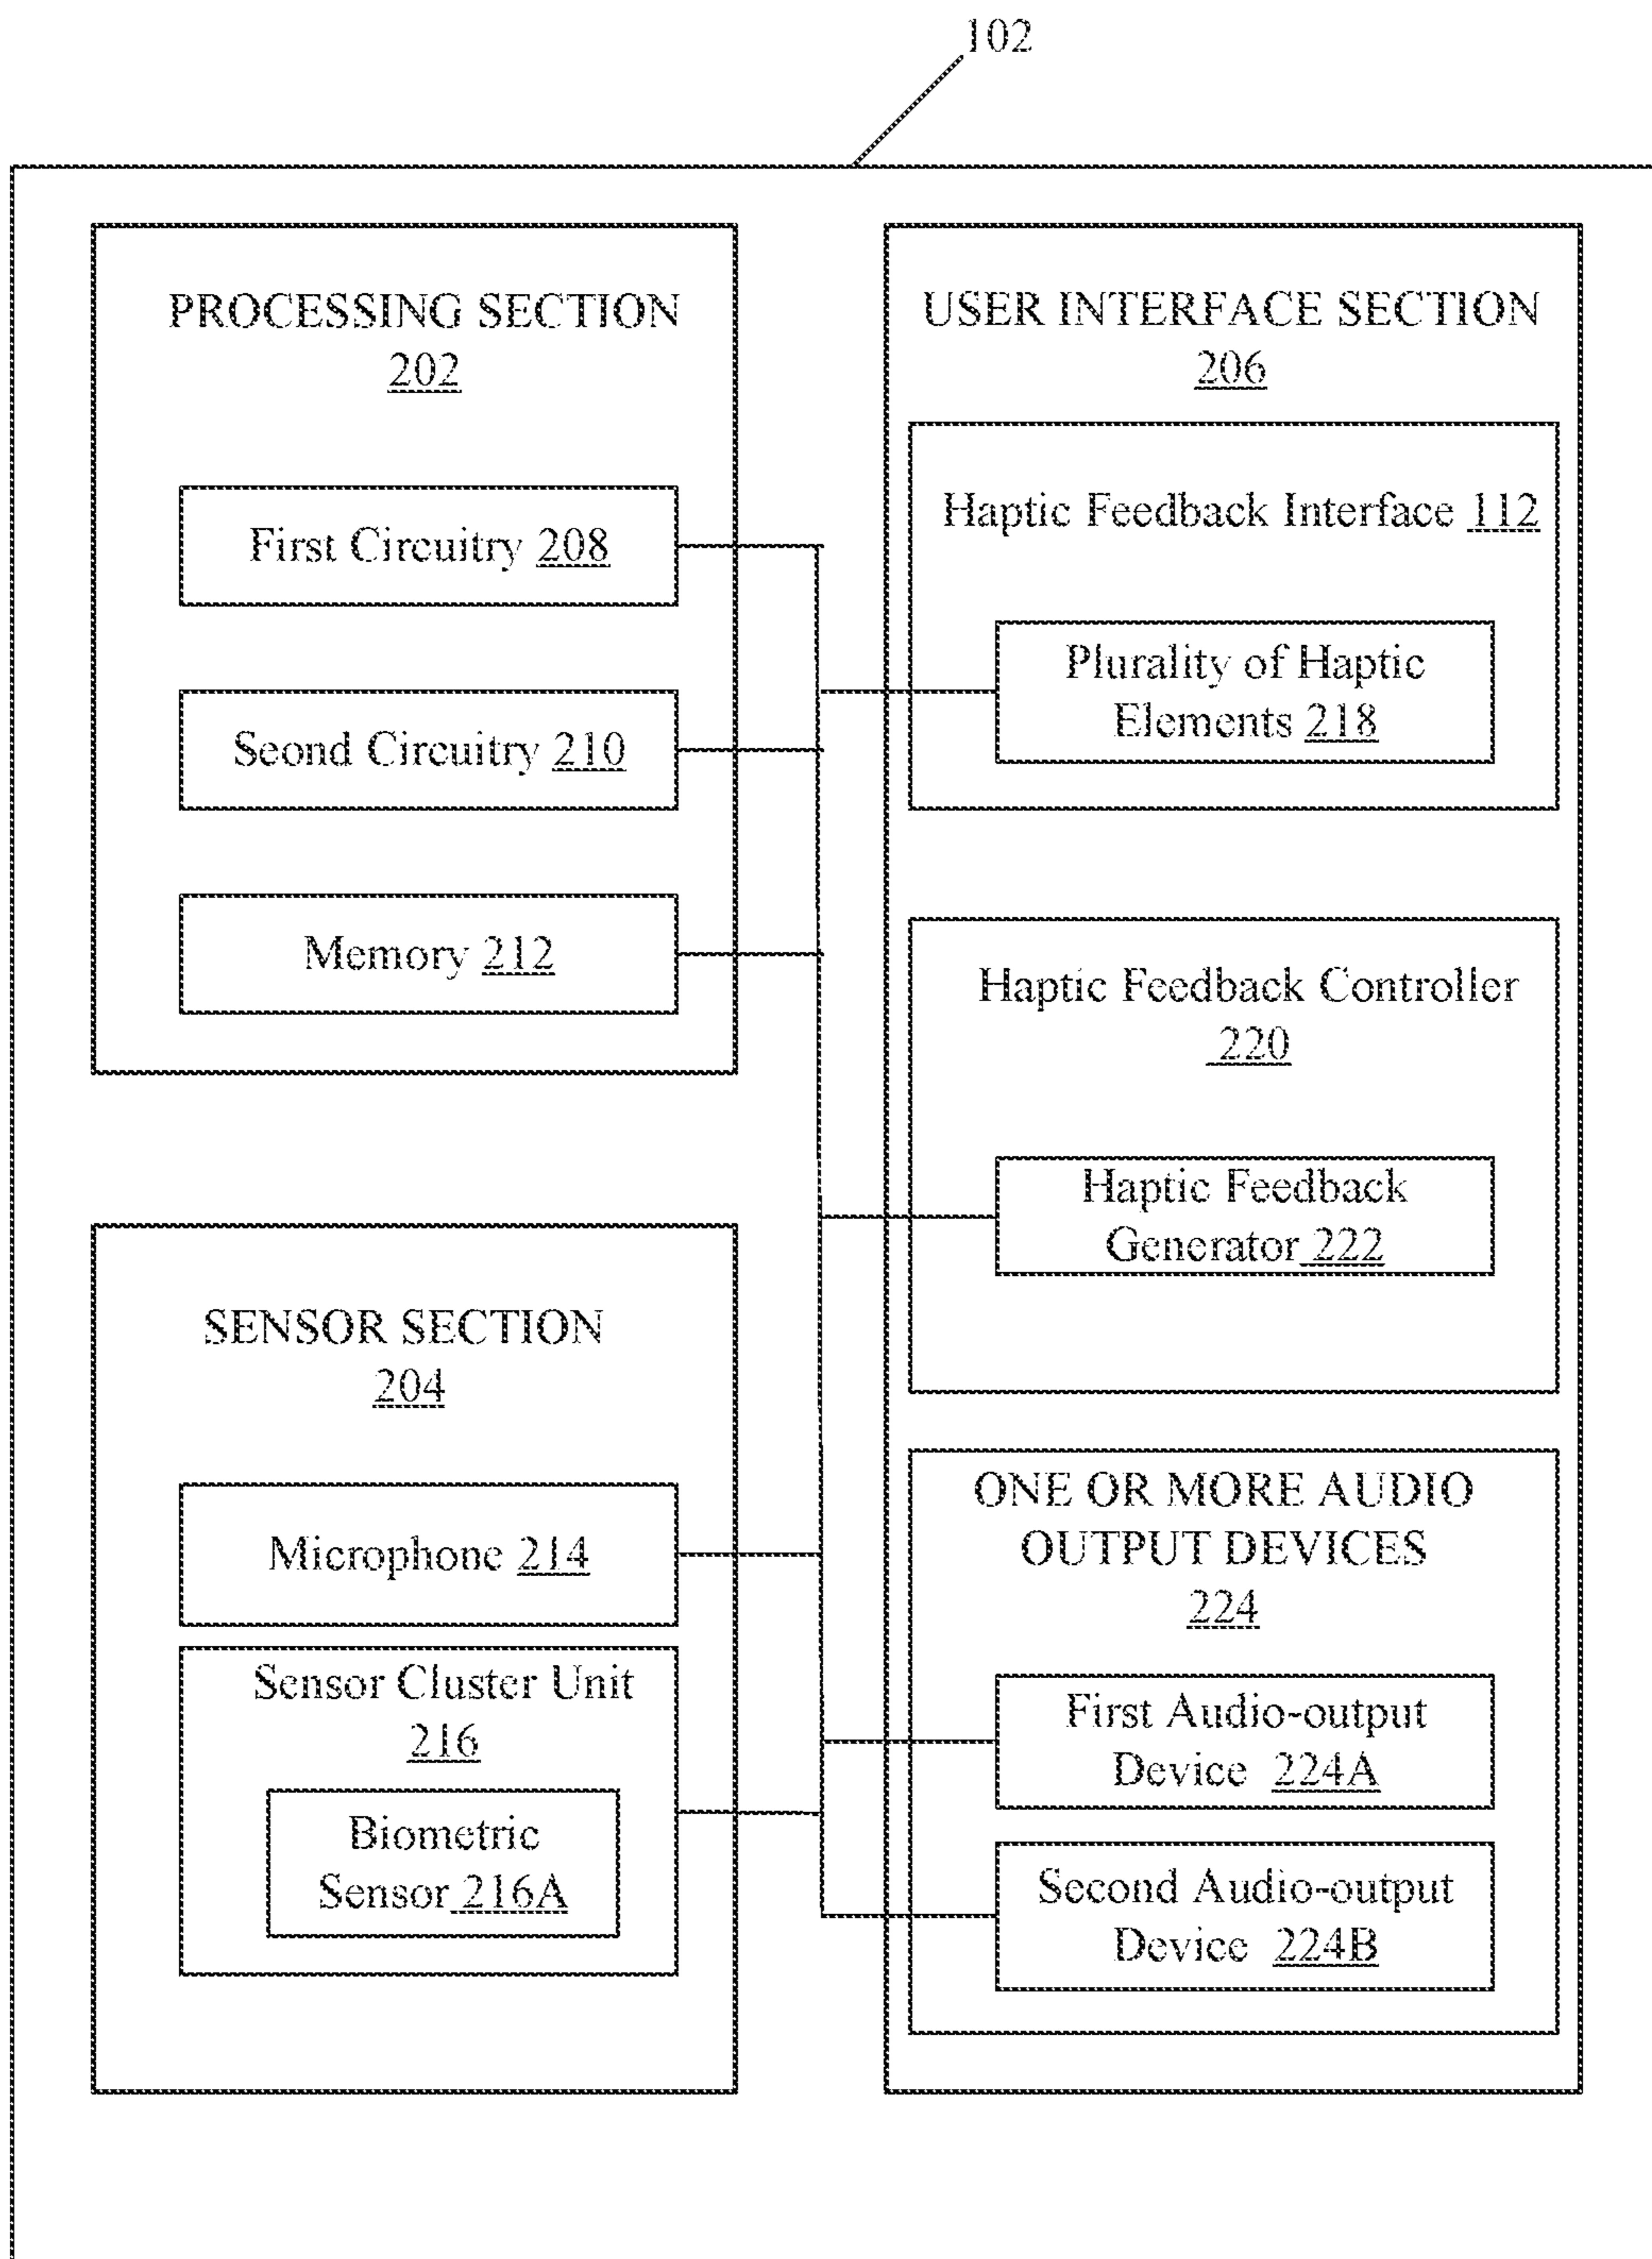 102
PROCESSING SECTION
202
First Circuitry 208
Seond Circuitry 210
Memory 212
SENSOR SECTION
204
Microphone 214
Sensor Cluster Unit
216
Biometric
Sensor 216A
USER INTERFACE SECTION
206
Haptic Feedback Interface 112
Plurality of Haptic
Elements 218
Haptic Feedback Controller
220
Haptic Feedback
Generator 222
ONE OR MORE AUDIO
OUTPUT DEVICES
224
First Audio-output
Device 224A
Second Audio-output
Device 224B